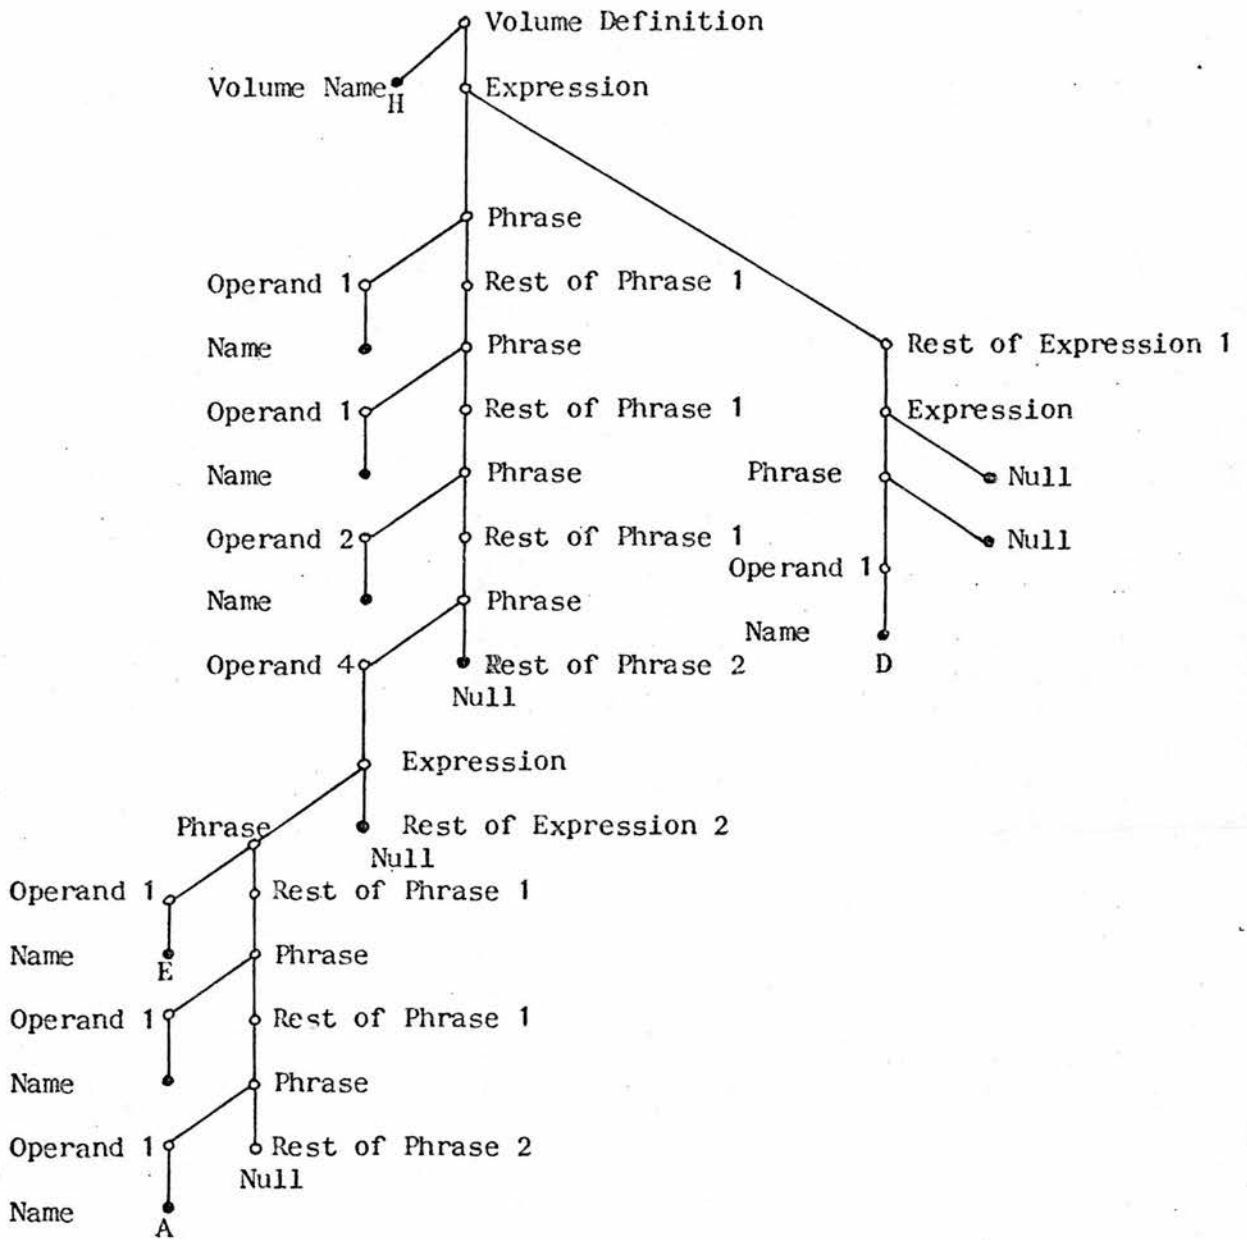 Volume Definition
Volume Name
H
Expression
Phrase
Operand 1
Rest of Phrase 1
Name
Phrase
Rest of Expression 1
Operand 1
Rest of Phrase 1
Expression
Name
Phrase
Phrase
Null
Operand 2
Rest of Phrase 1
Null
Operand 1
Name
Phrase
Name
Operand 4
Rest of Phrase 2
D
Null
Expression
Phrase
Rest of Expression 2
Null
Operand 1
Rest of Phrase 1
Name
E
Phrase
Operand 1
Rest of Phrase 1
Name
Phrase
Operand 1
Rest of Phrase 2
Null
Name
A